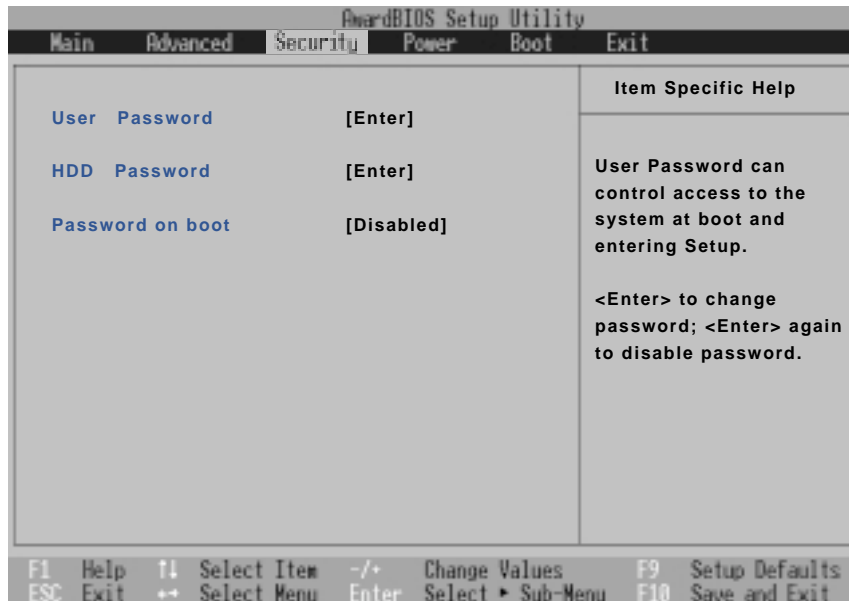 AwardBIOS Setup Utility
Main Advanced Security Power Boot Exit
Item Specific Help
User Password [Enter]
HDD Password [Enter]
Password on boot [Disabled]
User Password can
control access to the
system at boot and
entering Setup.
<Enter> to change
password; <Enter> again
to disable password.
F1 Help ↑↓ Select Item -/+ Change Values F9 Setup Defaults
ESC Exit ←→ Select Menu Enter Select ▸ Sub-Menu F10 Save and Exit